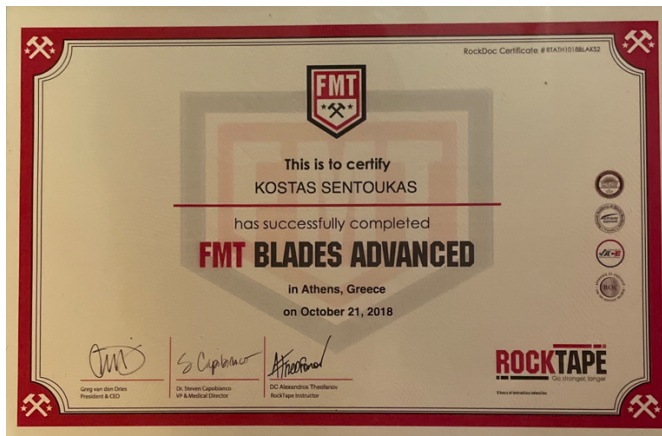 RockDoc Certificate # RTATH1018BLAK52
FMT
This is to certify
KOSTAS SENTOUKAS
has successfully completed
FMT BLADES ADVANCED
in Athens, Greece
on October 21, 2018
Greg van den Dries
President & CEO
Dr. Steven Capobianco
VP & Medical Director
DC Alexandros Theofanov
RockTape Instructor
ROCKTAPE
Go stronger, longer